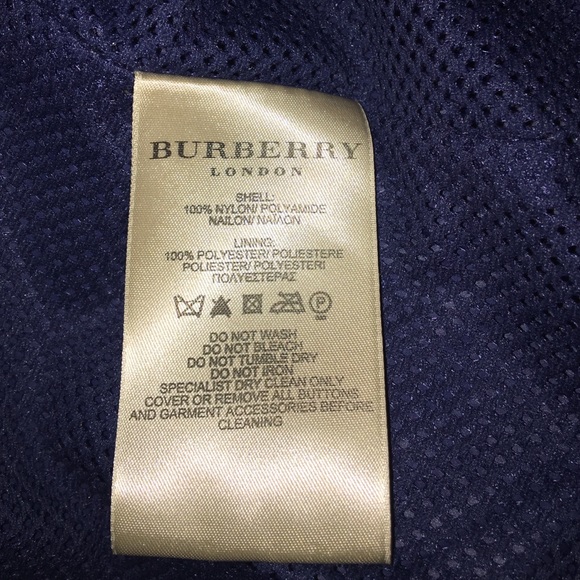 BURBERRY
LONDON
SHELL:
100% NYLON/ POLYAMIDE
NAILON/ ΝΑΪΛΟΝ
LINING:
100% POLYESTER/ POLIESTERE
POLIESTER/ POLYESTERI
ΠΟΛΥΕΣΤΕΡΑΣ
P
DO NOT WASH
DO NOT BLEACH
DO NOT TUMBLE DRY
DO NOT IRON
SPECIALIST DRY CLEAN ONLY
COVER OR REMOVE ALL BUTTONS
AND GARMENT ACCESSORIES BEFORE
CLEANING